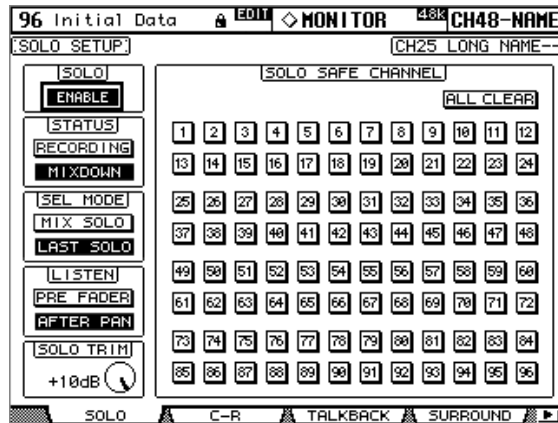 96 Initial Data EDIT ◇MONITOR 48K CH48-NAME
SOLO SETUP CH25 LONG NAME--
SOLO
ENABLE
STATUS
RECORDING
MIXDOWN
SEL MODE
MIX SOLO
LAST SOLO
LISTEN
PRE FADER
AFTER PAN
SOLO TRIM
+10dB
SOLO SAFE CHANNEL
ALL CLEAR
1 2 3 4 5 6 7 8 9 10 11 12
13 14 15 16 17 18 19 20 21 22 23 24
25 26 27 28 29 30 31 32 33 34 35 36
37 38 39 40 41 42 43 44 45 46 47 48
49 50 51 52 53 54 55 56 57 58 59 60
61 62 63 64 65 66 67 68 69 70 71 72
73 74 75 76 77 78 79 80 81 82 83 84
85 86 87 88 89 90 91 92 93 94 95 96
SOLO C-R TALKBACK SURROUND